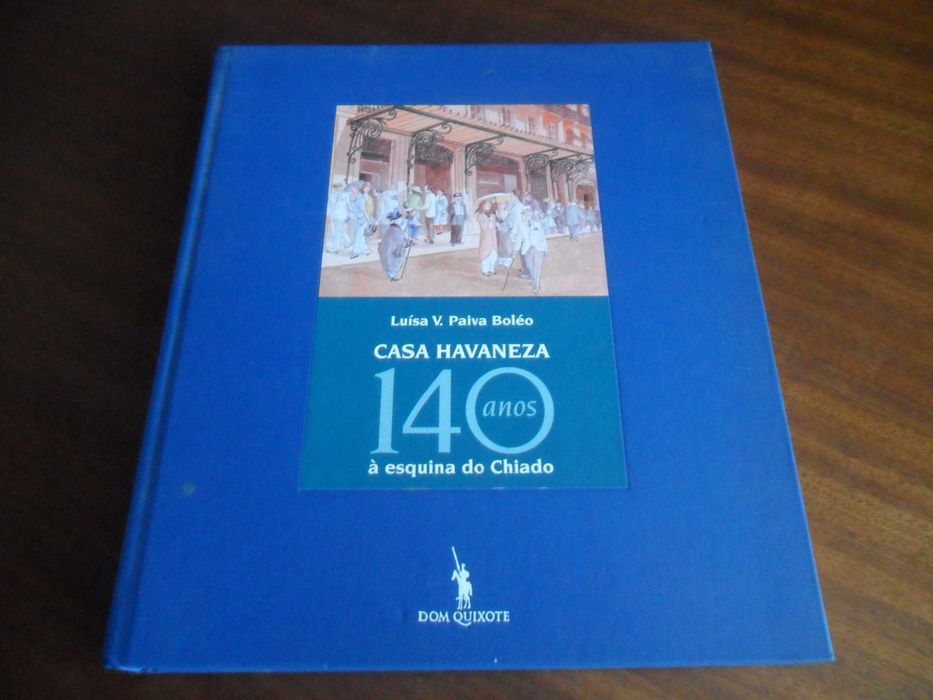 Luísa V. Paiva Boléo
CASA HAVANEZA
140 anos
à esquina do Chiado
DOM QUIXOTE